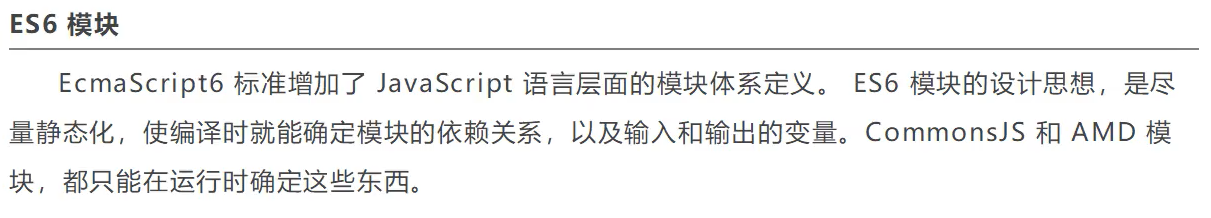 ES6 模块
EcmaScript6 标准增加了 JavaScript 语言层面的模块体系定义。 ES6 模块的设计思想，是尽
量静态化，使编译时就能确定模块的依赖关系，以及输入和输出的变量。CommonsJS 和 AMD 模
块，都只能在运行时确定这些东西。